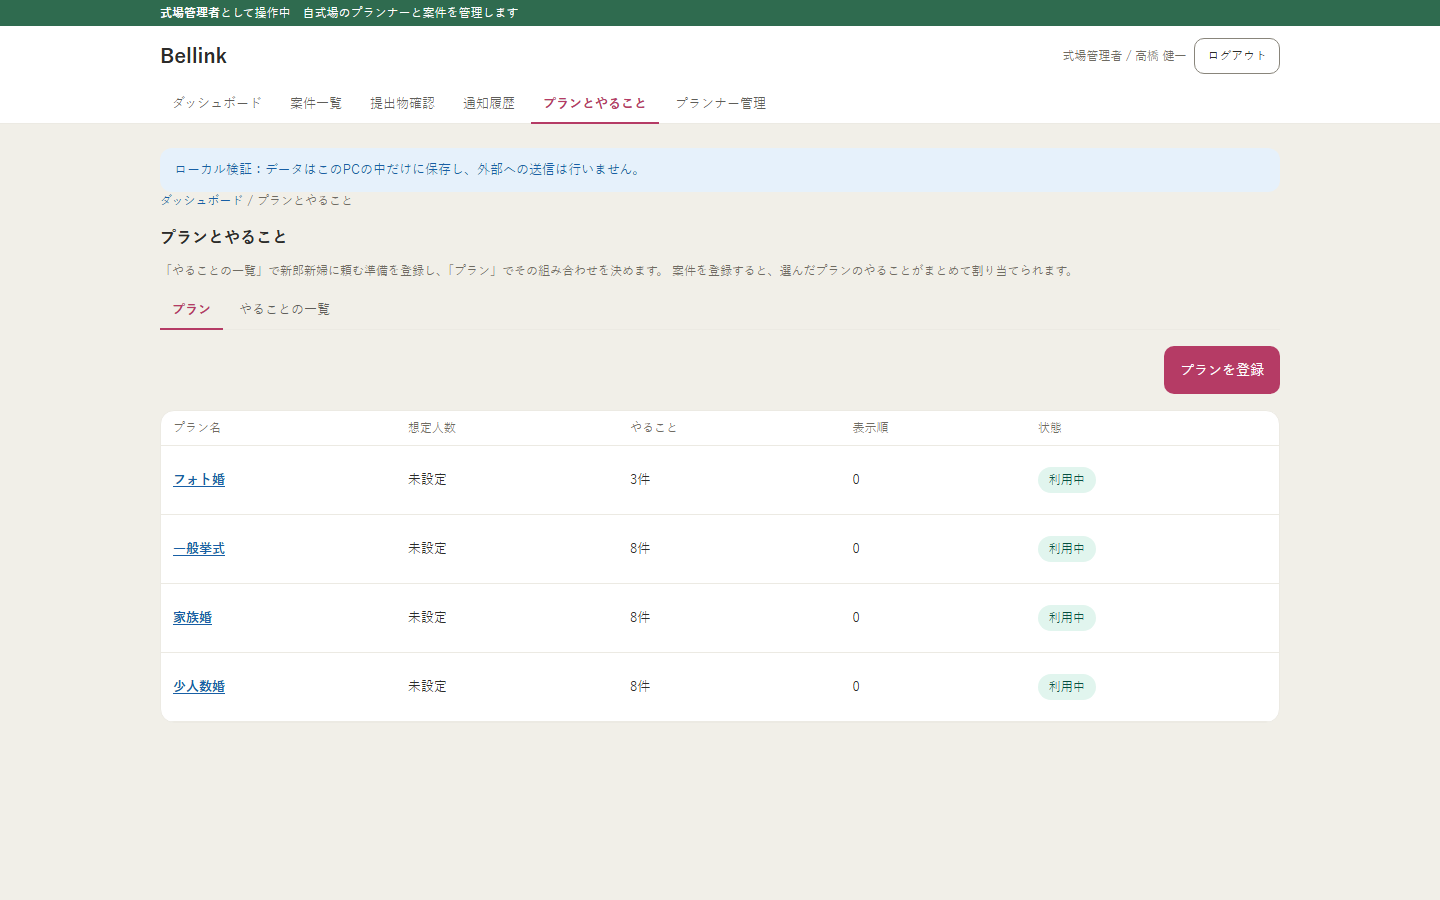 式場管理者として操作中 自式場のプランナーと案件を管理します
Bellink
式場管理者 / 高橋 健一
ログアウト
ダッシュボード 案件一覧 提出物確認 通知履歴 プランとやること プランナー管理
ローカル検証：データはこのPCの中だけに保存し、外部への送信は行いません。
ダッシュボード / プランとやること
プランとやること
「やることの一覧」で新郎新婦に頼む準備を登録し、「プラン」でその組み合わせを決めます。 案件を登録すると、選んだプランのやることがまとめて割り当てられます。
プラン やることの一覧
プランを登録
プラン名 想定人数 やること 表示順 状態
フォト婚 未設定 3件 0 利用中
一般挙式 未設定 8件 0 利用中
家族婚 未設定 8件 0 利用中
少人数婚 未設定 8件 0 利用中